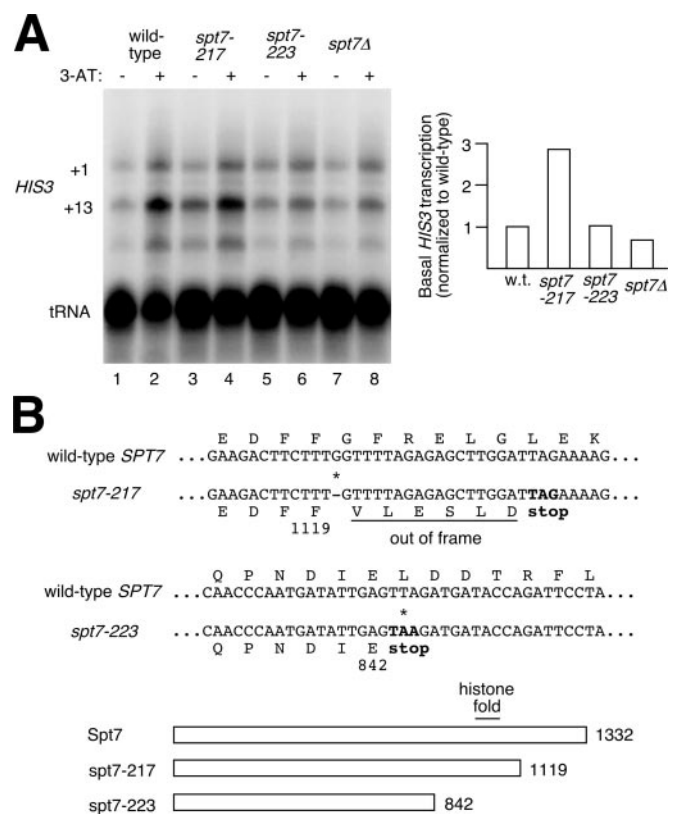 A
wild-type spt7-217 spt7-223 spt7Δ
3-AT: - + - + - + - +
+1
HIS3
+13
tRNA
1 2 3 4 5 6 7 8
Basal HIS3 transcription
(normalized to wild-type)
3
2
1
w.t. spt7-217 spt7-223 spt7Δ
B
E D F F G F R E L G L E K
wild-type SPT7 ...GAAGACTTCTTTGGTTTTAGAGAGCTTGGATTAGAAAAG...
*
spt7-217 ...GAAGACTTCTTT-GTTTTAGAGAGCTTGGATTAGAAAAG...
E D F F V L E S L D stop
1119
out of frame
Q P N D I E L D D T R F L
wild-type SPT7 ...CAACCCAATGATATTGAGTTAGATGATACCAGATTCCTA...
*
spt7-223 ...CAACCCAATGATATTGAGTAAGATGATACCAGATTCCTA...
Q P N D I E stop
842
histone
fold
Spt7 1332
spt7-217 1119
spt7-223 842